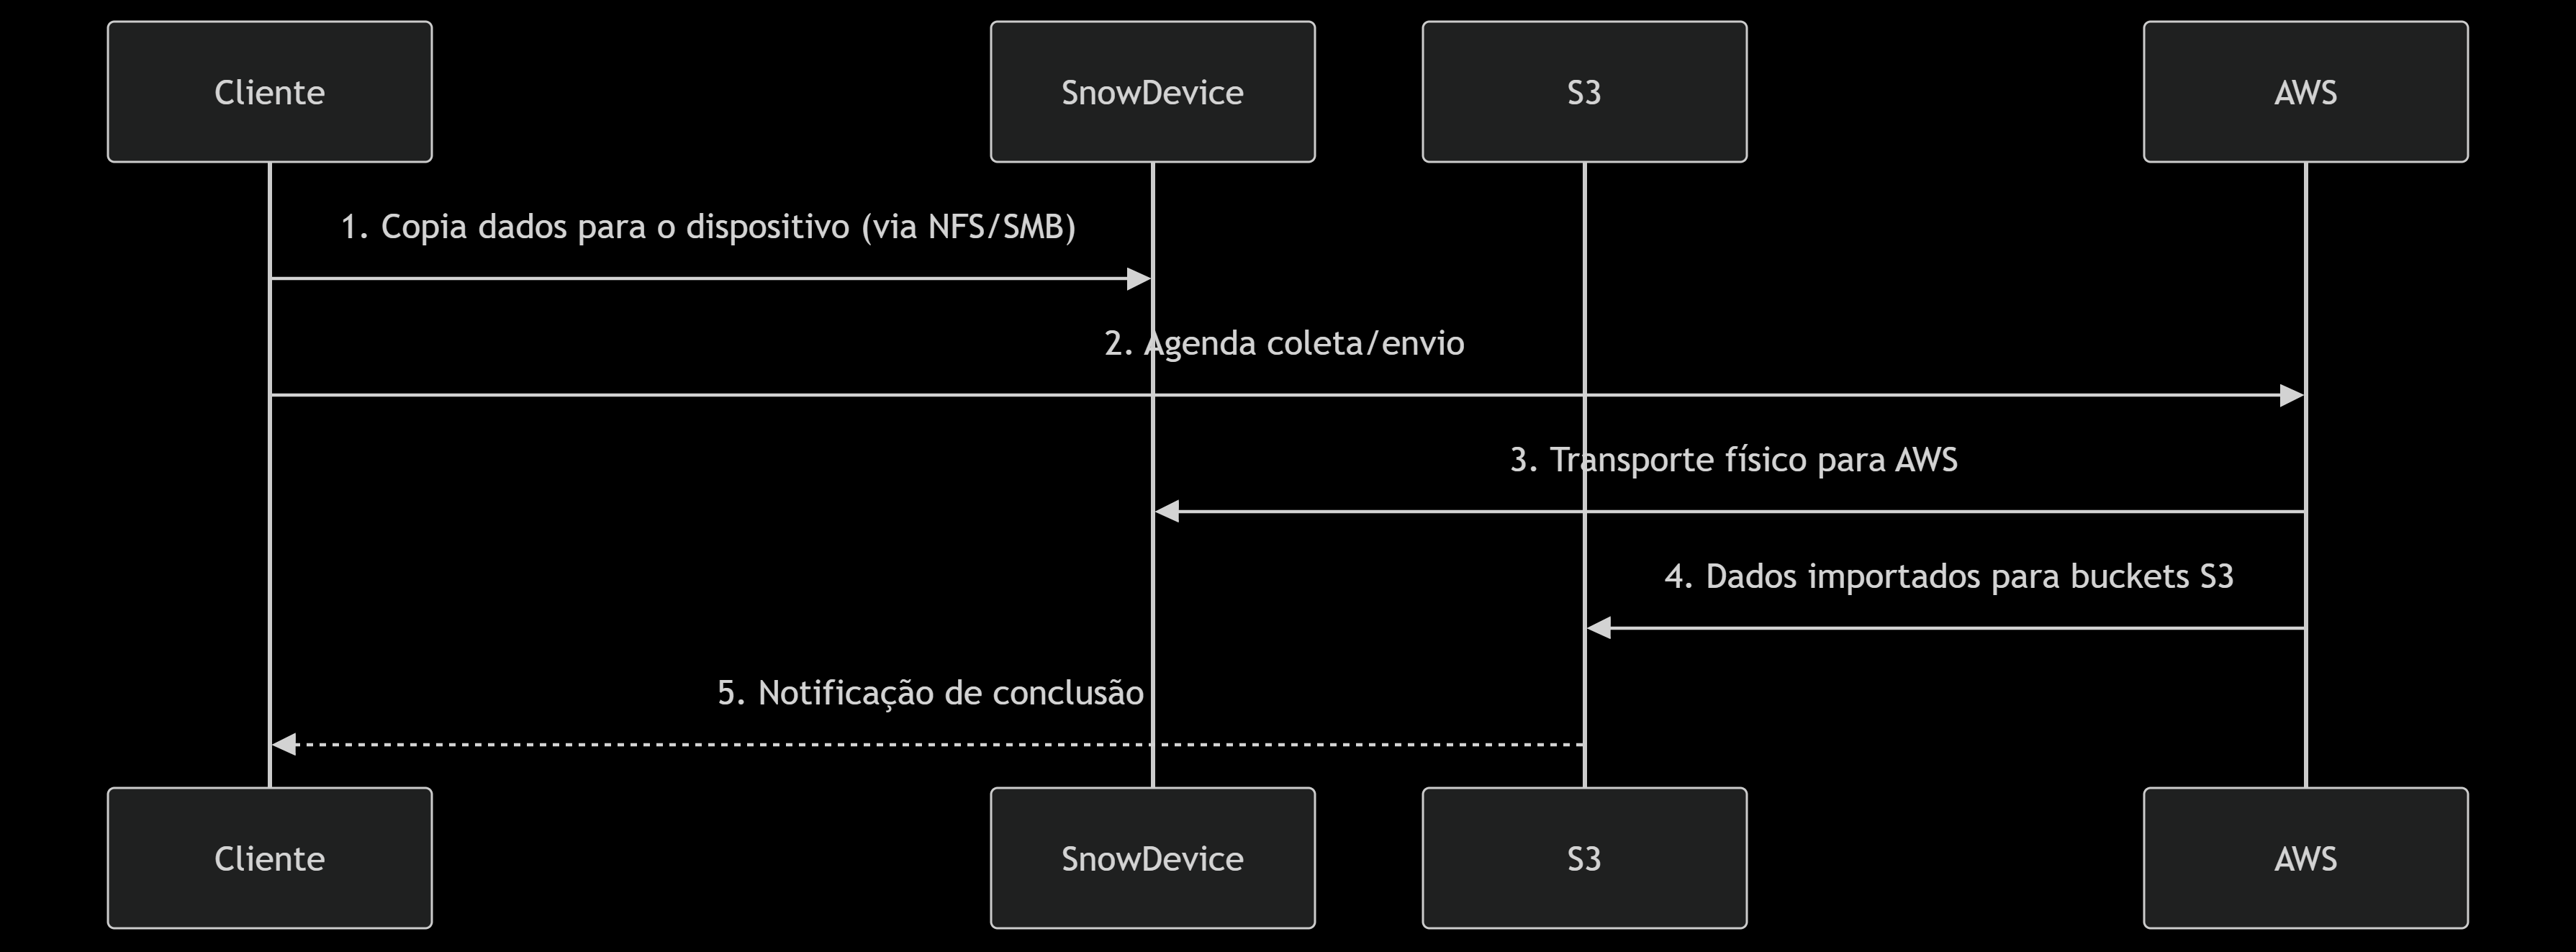 Cliente
SnowDevice
S3
AWS
1. Copia dados para o dispositivo (via NFS/SMB)
2. Agenda coleta/envio
3. Transporte físico para AWS
4. Dados importados para buckets S3
5. Notificação de conclusão
Cliente
SnowDevice
S3
AWS